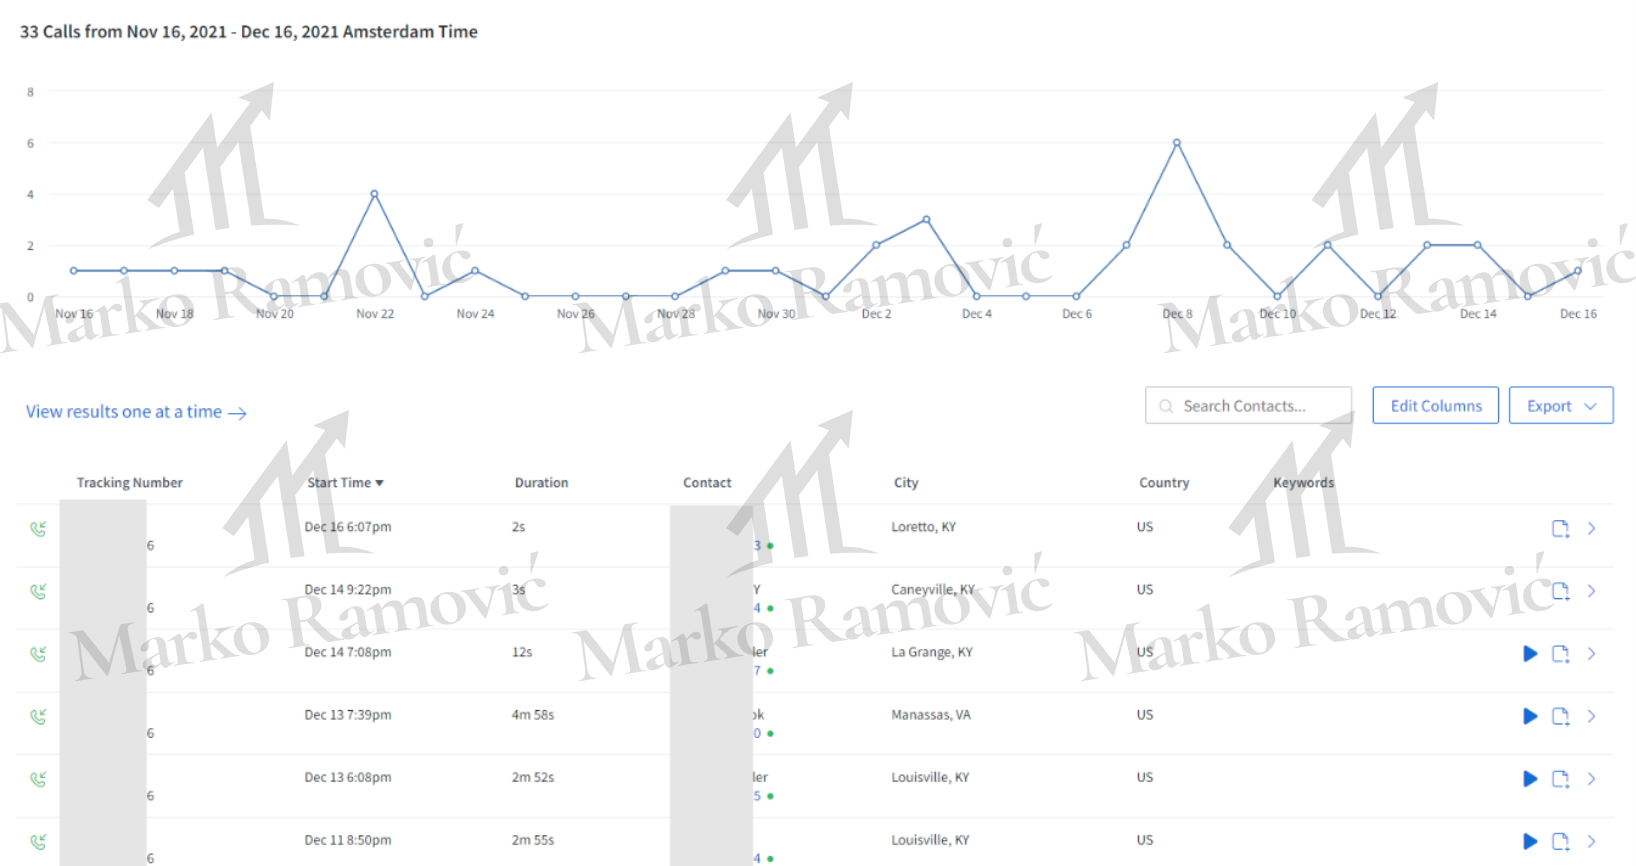 33 Calls from Nov 16, 2021 - Dec 16, 2021 Amsterdam Time
8
6
4
2
0
Nov 16 Nov 18 Nov 20 Nov 22 Nov 24 Nov 26 Nov 28 Nov 30 Dec 2 Dec 4 Dec 6 Dec 8 Dec 10 Dec 12 Dec 14 Dec 16
Marko Ramović Marko Ramović Marko Ramović
View results one at a time → Search Contacts... Edit Columns Export
Tracking Number Start Time ▼ Duration Contact City Country Keywords
Dec 16 6:07pm 2s Loretto, KY US
6 3
Dec 14 9:22pm 3s Y Caneyville, KY US
6 4
Marko Ramović Marko Ramović Marko Ramović
Dec 14 7:08pm 12s ler La Grange, KY US
6 7
Dec 13 7:39pm 4m 58s ok Manassas, VA US
6 0
Dec 13 6:08pm 2m 52s ler Louisville, KY US
6 5
Dec 11 8:50pm 2m 55s Louisville, KY US
6 4